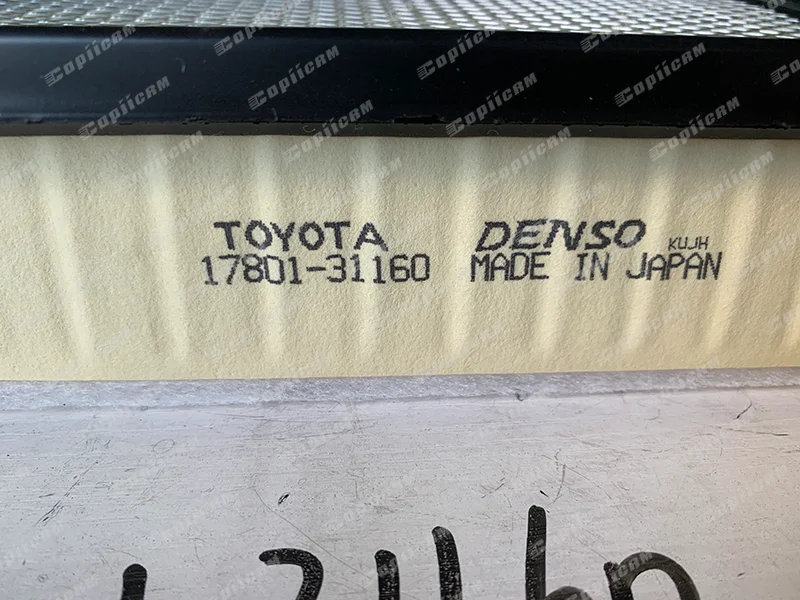 TOYOTA DENSO KUJH
17801-31160 MADE IN JAPAN